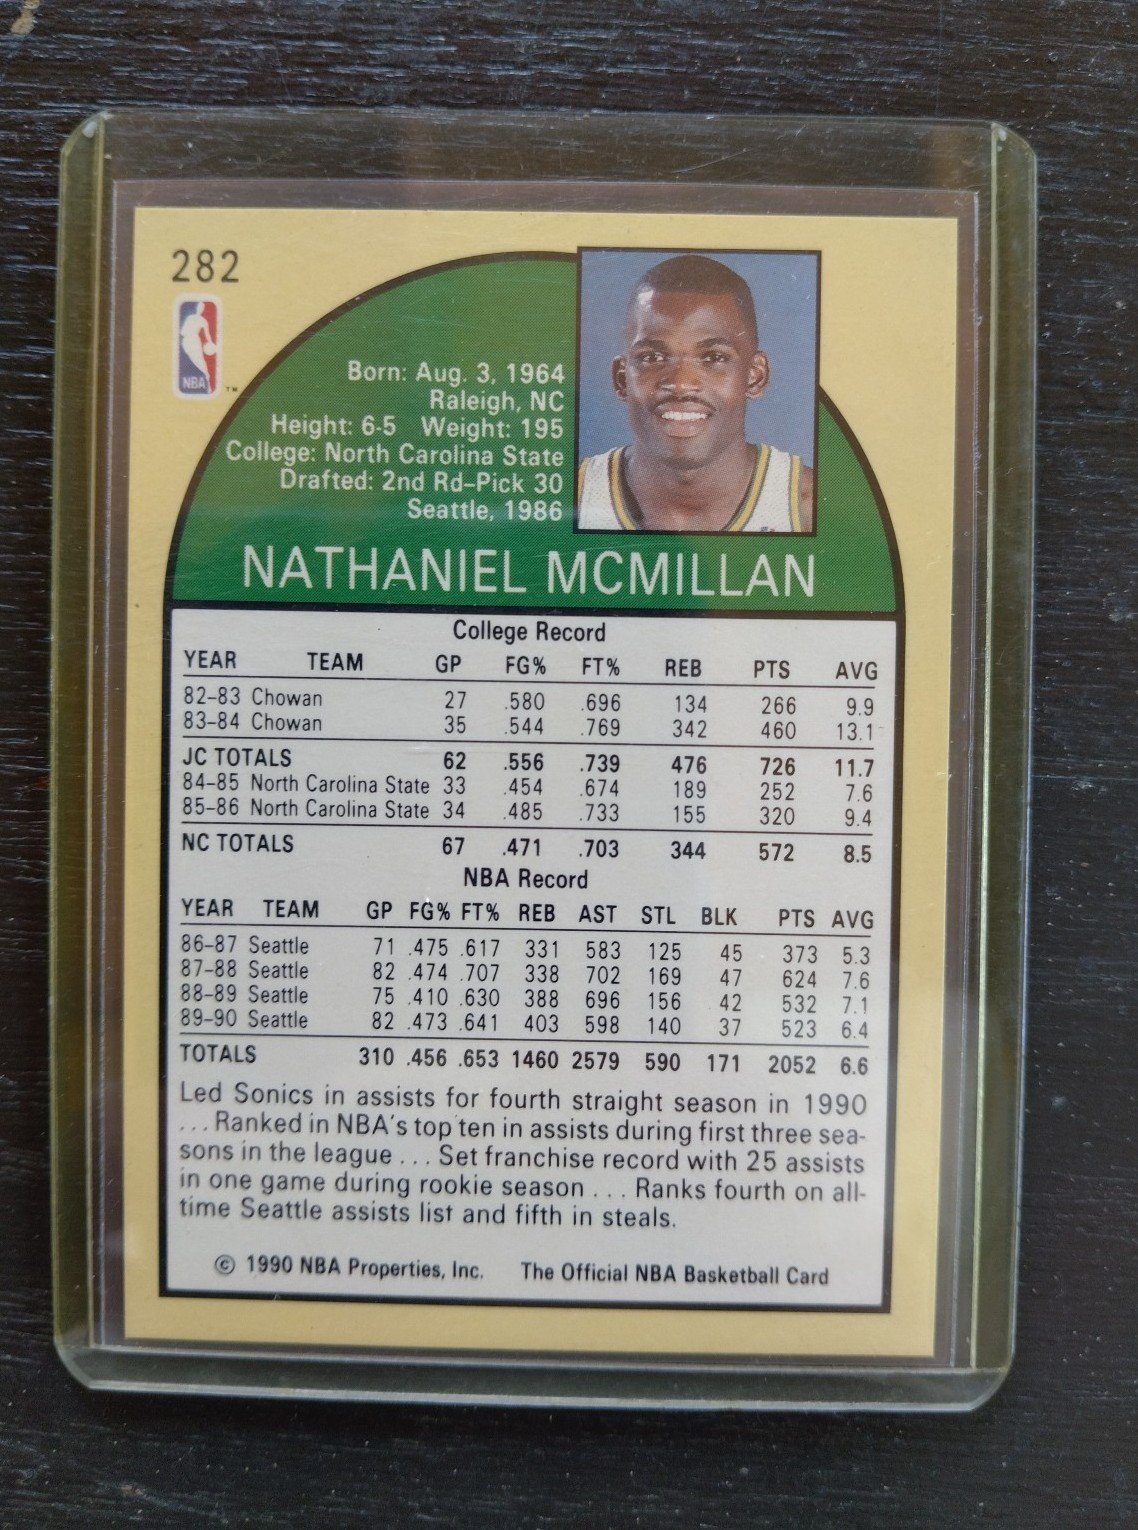 282
NBA
TM
Born: Aug. 3, 1964
Raleigh, NC
Height: 6-5 Weight: 195
College: North Carolina State
Drafted: 2nd Rd-Pick 30
Seattle, 1986
NATHANIEL MCMILLAN
College Record
YEAR TEAM GP FG% FT% REB PTS AVG
82-83 Chowan 27 .580 .696 134 266 9.9
83-84 Chowan 35 .544 .769 342 460 13.1
JC TOTALS 62 .556 .739 476 726 11.7
84-85 North Carolina State 33 .454 .674 189 252 7.6
85-86 North Carolina State 34 .485 .733 155 320 9.4
NC TOTALS 67 .471 .703 344 572 8.5
NBA Record
YEAR TEAM GP FG% FT% REB AST STL BLK PTS AVG
86-87 Seattle 71 .475 .617 331 583 125 45 373 5.3
87-88 Seattle 82 .474 .707 338 702 169 47 624 7.6
88-89 Seattle 75 .410 .630 388 696 156 42 532 7.1
89-90 Seattle 82 .473 .641 403 598 140 37 523 6.4
TOTALS 310 .456 .653 1460 2579 590 171 2052 6.6
Led Sonics in assists for fourth straight season in 1990
... Ranked in NBA's top ten in assists during first three sea-
sons in the league ... Set franchise record with 25 assists
in one game during rookie season ... Ranks fourth on all-
time Seattle assists list and fifth in steals.
© 1990 NBA Properties, Inc. The Official NBA Basketball Card